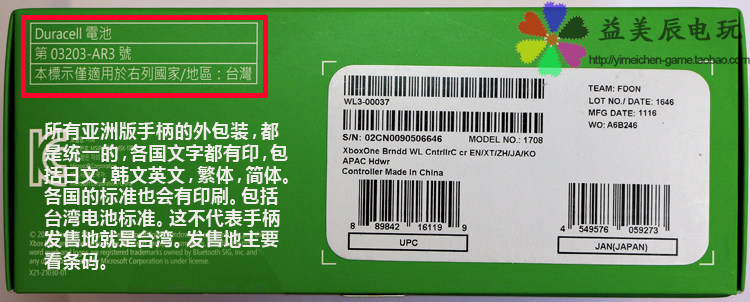 Duracell 電池
第 03203-AR3 號
本標示僅適用於右列國家/地區：台灣
益美辰电玩
http://yimeichen-game.taobao.com
所有亚洲版手柄的外包装，都
是统一的，各国文字都有印，包
括日文，韩文英文，繁体，简体。
各国的标准也会有印刷。包括
台湾电池标准。这不代表手柄
发售地就是台湾。发售地主要
看条码。
X21-21030-01
WL3-00037
TEAM: FDON
LOT NO./ DATE: 1646
MFG DATE: 1116
WO: A6B246
S/N: 02CN0090506646
MODEL NO.: 1708
XboxOne Brndd WL CntrllrC cr EN/XT/ZH/JA/KO
APAC Hdwr
Controller Made in China
8 89842 16119 9
UPC
4 549576 059273
JAN(JAPAN)